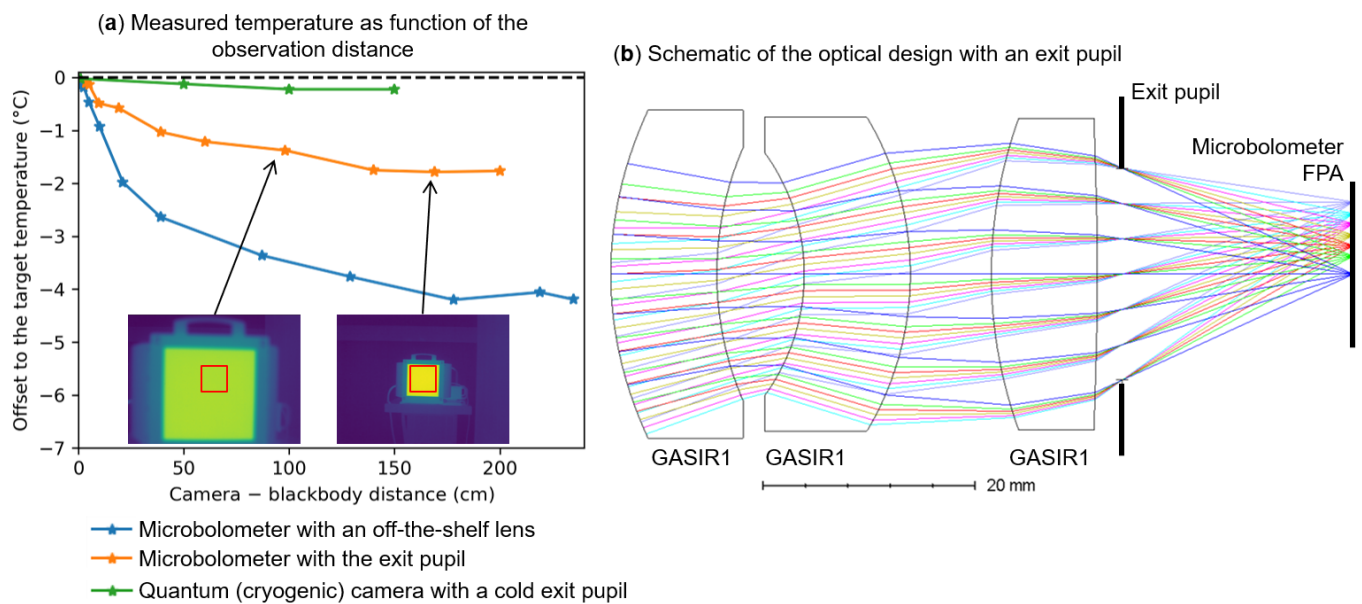 (a) Measured temperature as function of the
observation distance
0
−1
−2
−3
−4
−5
−6
−7
Offset to the target temperature (°C)
0 50 100 150 200
Camera − blackbody distance (cm)
Microbolometer with an off-the-shelf lens
Microbolometer with the exit pupil
Quantum (cryogenic) camera with a cold exit pupil
(b) Schematic of the optical design with an exit pupil
Exit pupil
Microbolometer
FPA
GASIR1 GASIR1 GASIR1
20 mm